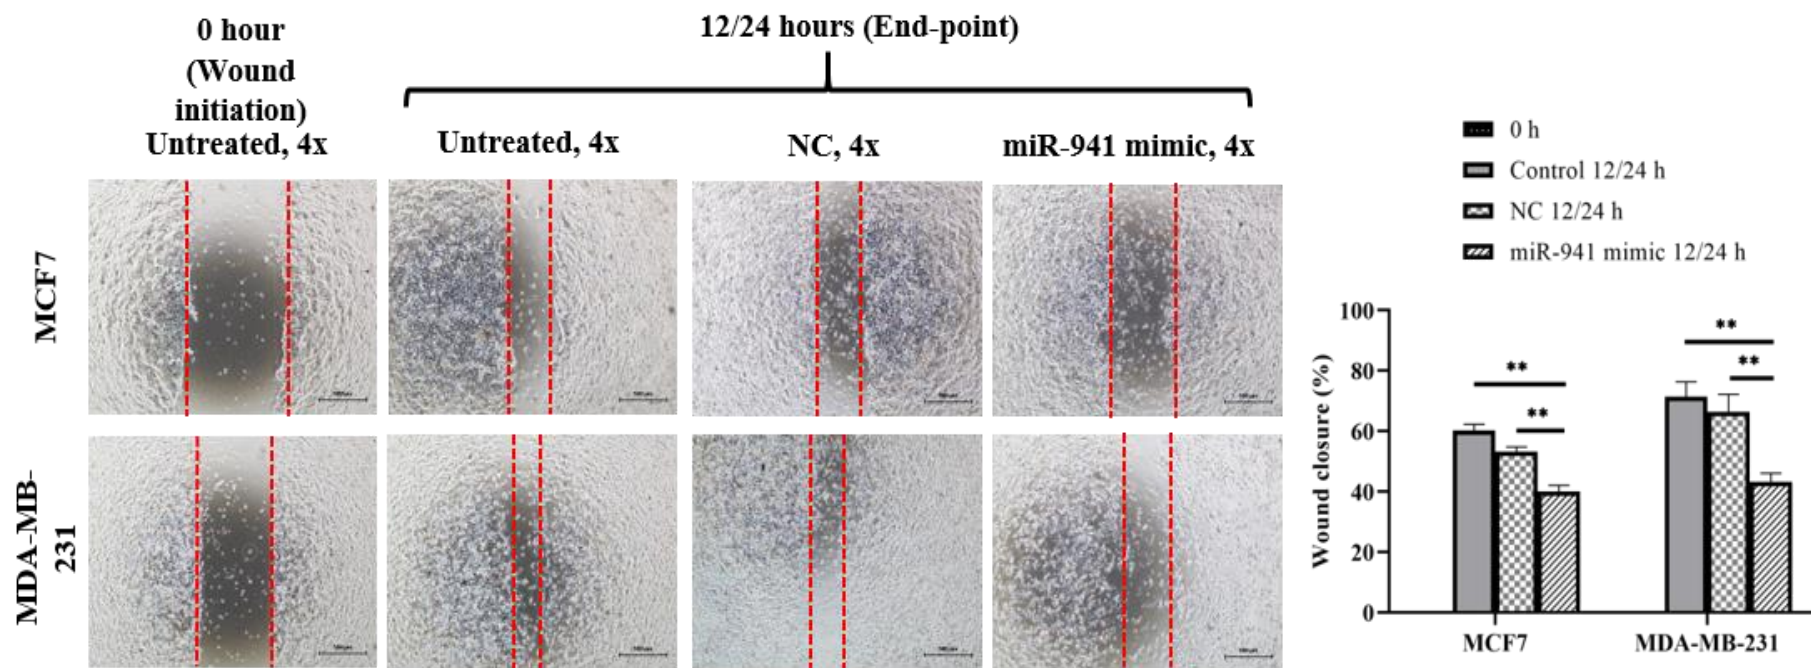 0 hour
(Wound
initiation)
Untreated, 4x
12/24 hours (End-point)
Untreated, 4x
NC, 4x
miR-941 mimic, 4x
MCF7
MDA-MB-
231
0 h
Control 12/24 h
NC 12/24 h
miR-941 mimic 12/24 h
Wound closure (%)
100
80
60
40
20
0
**
**
**
**
MCF7
MDA-MB-231